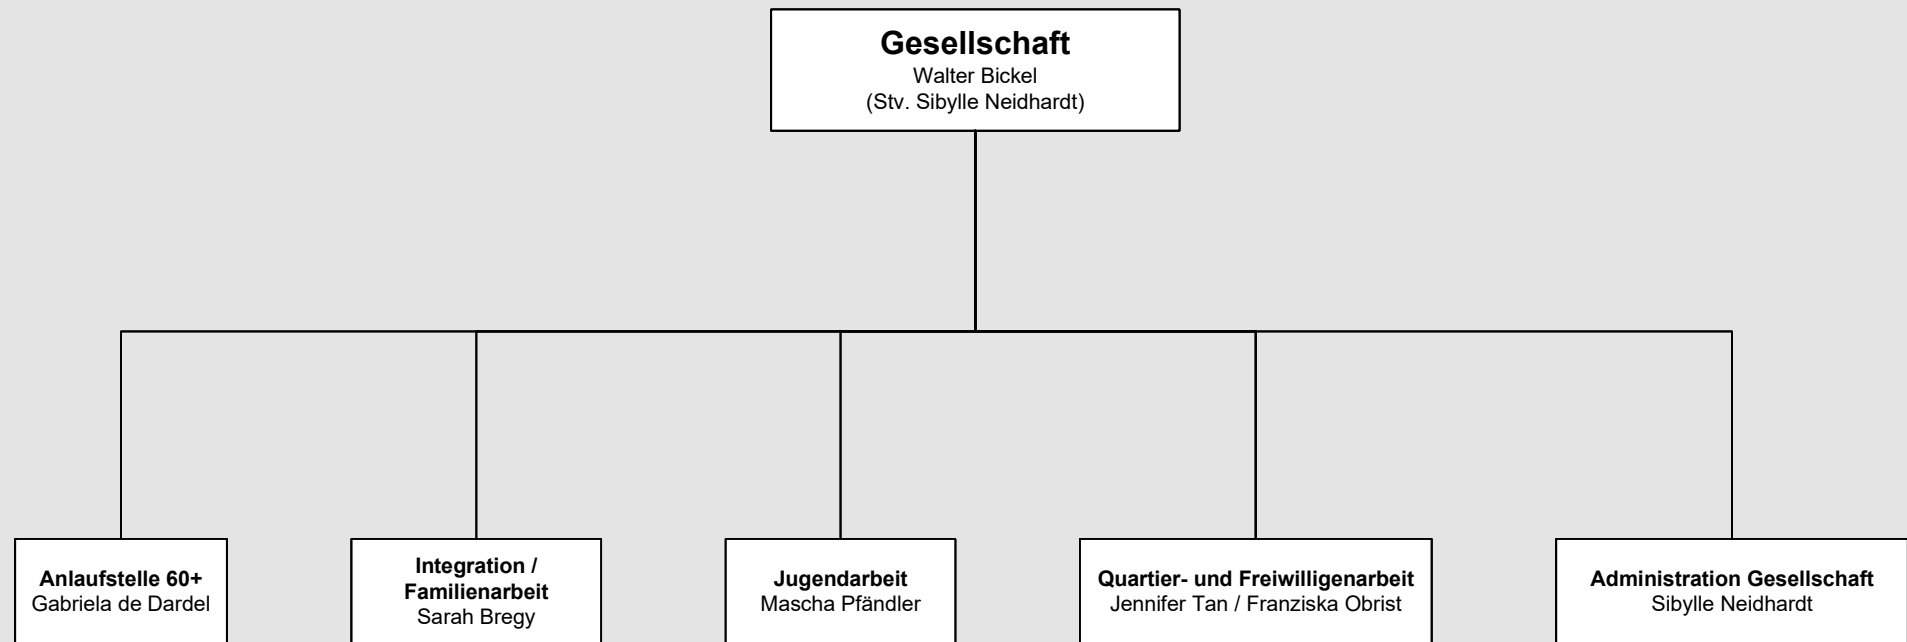 Gesellschaft
Walter Bickel
(Stv. Sibylle Neidhardt)
Anlaufstelle 60+
Gabriela de Dardel
Integration /
Familienarbeit
Sarah Bregy
Jugendarbeit
Mascha Pfändler
Quartier- und Freiwilligenarbeit
Jennifer Tan / Franziska Obrist
Administration Gesellschaft
Sibylle Neidhardt